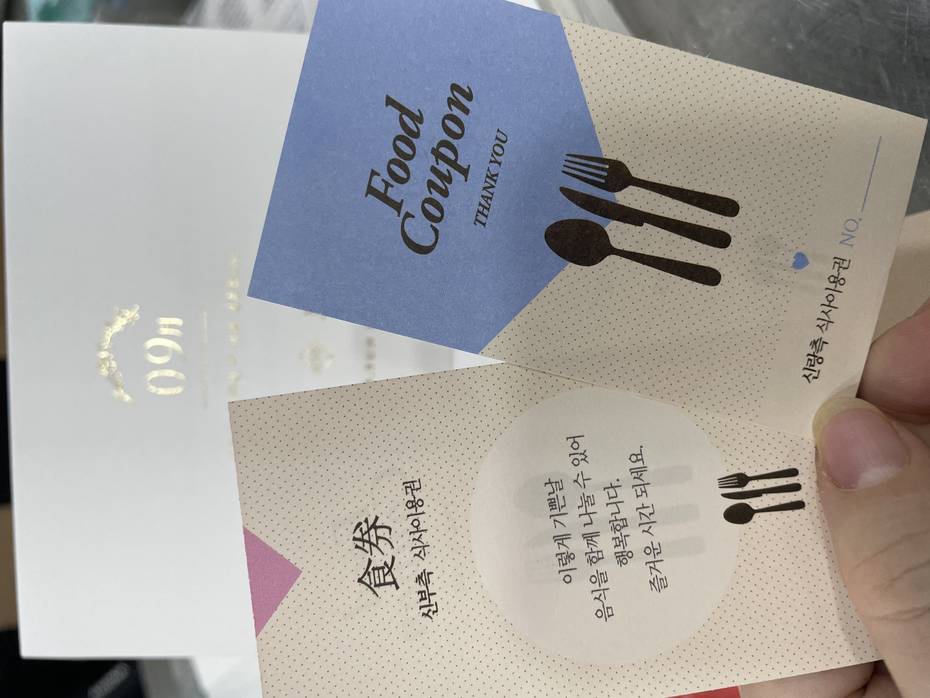 Food
Coupon
THANK YOU
신랑측 식사이용권 NO.
食券
신부측 식사이용권
이렇게 기쁜날
음식을 함께 나눌 수 있어
행복합니다.
즐거운 시간 되세요.